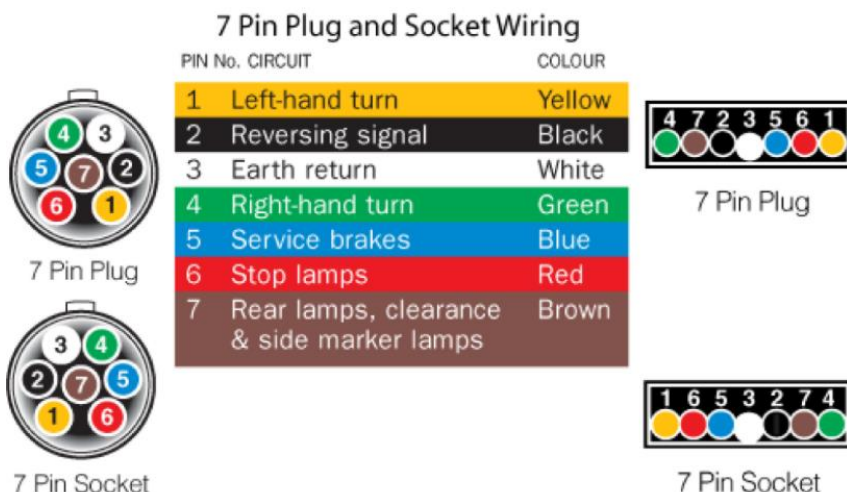 7 Pin Plug and Socket Wiring
PIN No. CIRCUIT COLOUR
1 Left-hand turn Yellow
2 Reversing signal Black
3 Earth return White
4 Right-hand turn Green
5 Service brakes Blue
6 Stop lamps Red
7 Rear lamps, clearance Brown
& side marker lamps
4 3
5 7 2
6 1
7 Pin Plug
3 4
2 7 5
1 6
7 Pin Socket
4 7 2 3 5 6 1
7 Pin Plug
1 6 5 3 2 7 4
7 Pin Socket